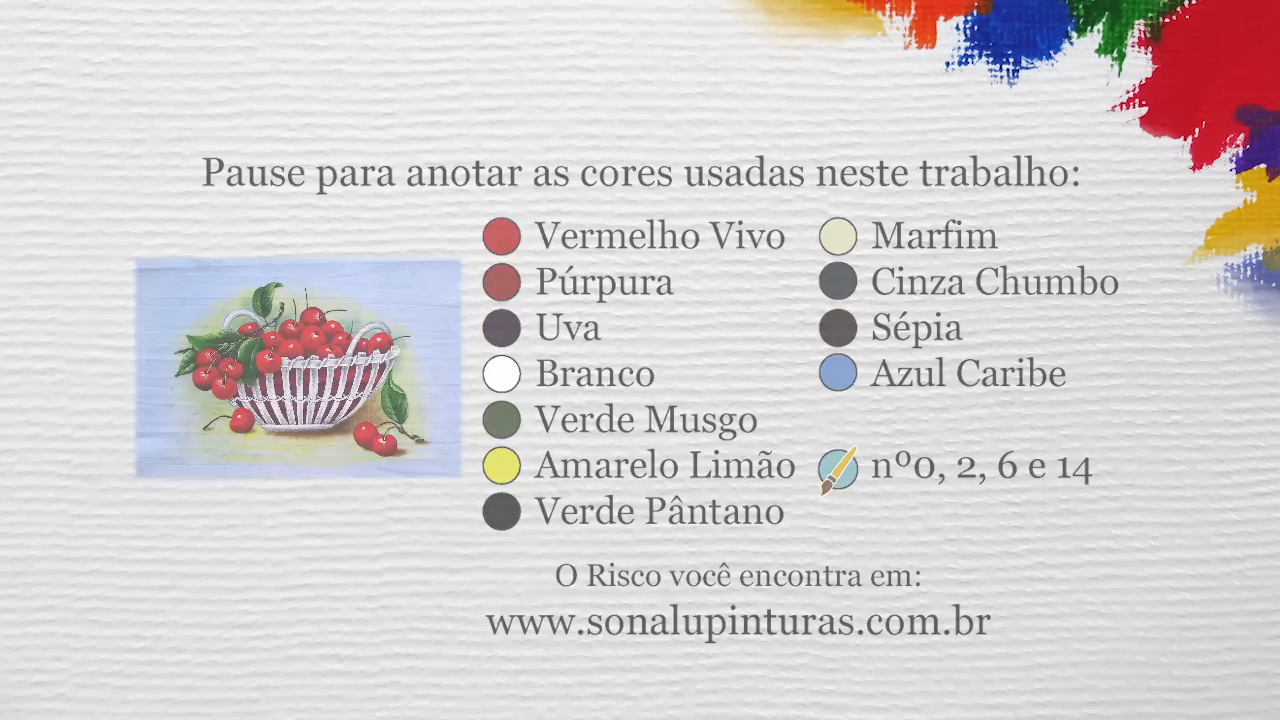 Pause para anotar as cores usadas neste trabalho:
Vermelho Vivo
Púrpura
Uva
Branco
Verde Musgo
Amarelo Limão
Verde Pântano
Marfim
Cinza Chumbo
Sépia
Azul Caribe
nº0, 2, 6 e 14
O Risco você encontra em:
www.sonalupinturas.com.br